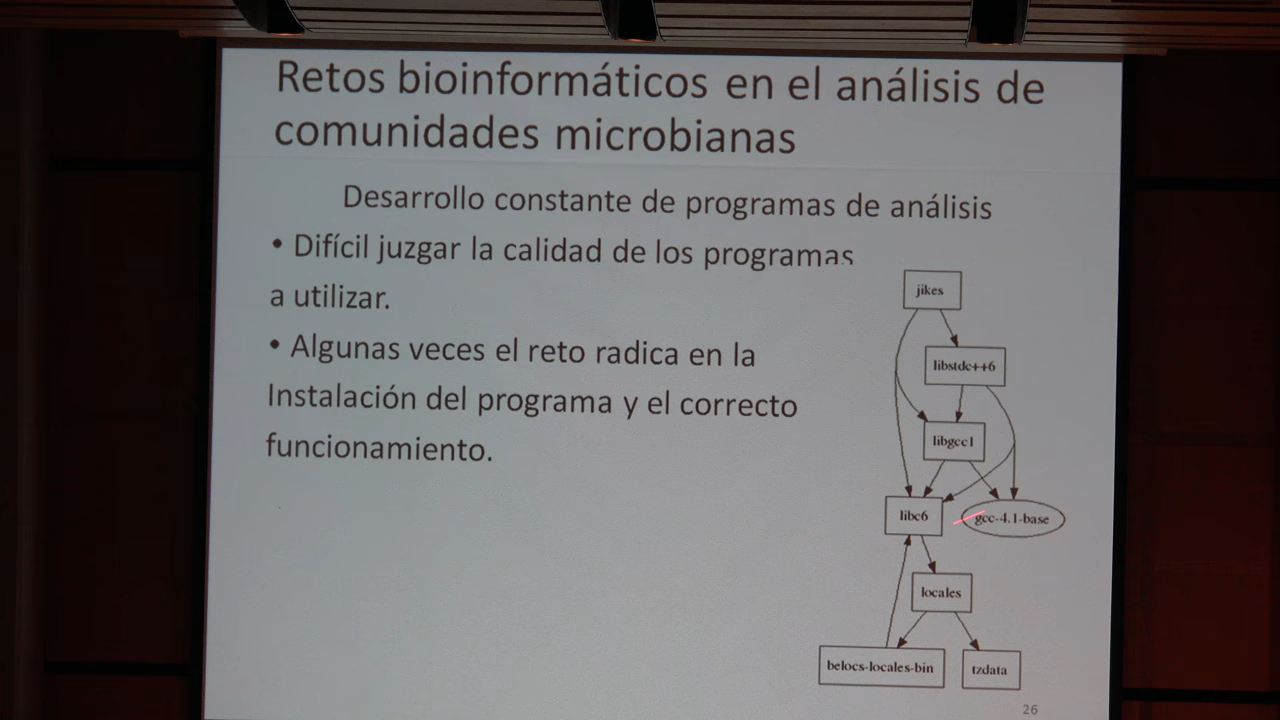 Retos bioinformáticos en el análisis de
comunidades microbianas
Desarrollo constante de programas de análisis
• Difícil juzgar la calidad de los programas
a utilizar.
• Algunas veces el reto radica en la
Instalación del programa y el correcto
funcionamiento.
jikes
libstdc++6
libgcc1
libc6
gcc-4.1-base
locales
belocs-locales-bin
tzdata
26